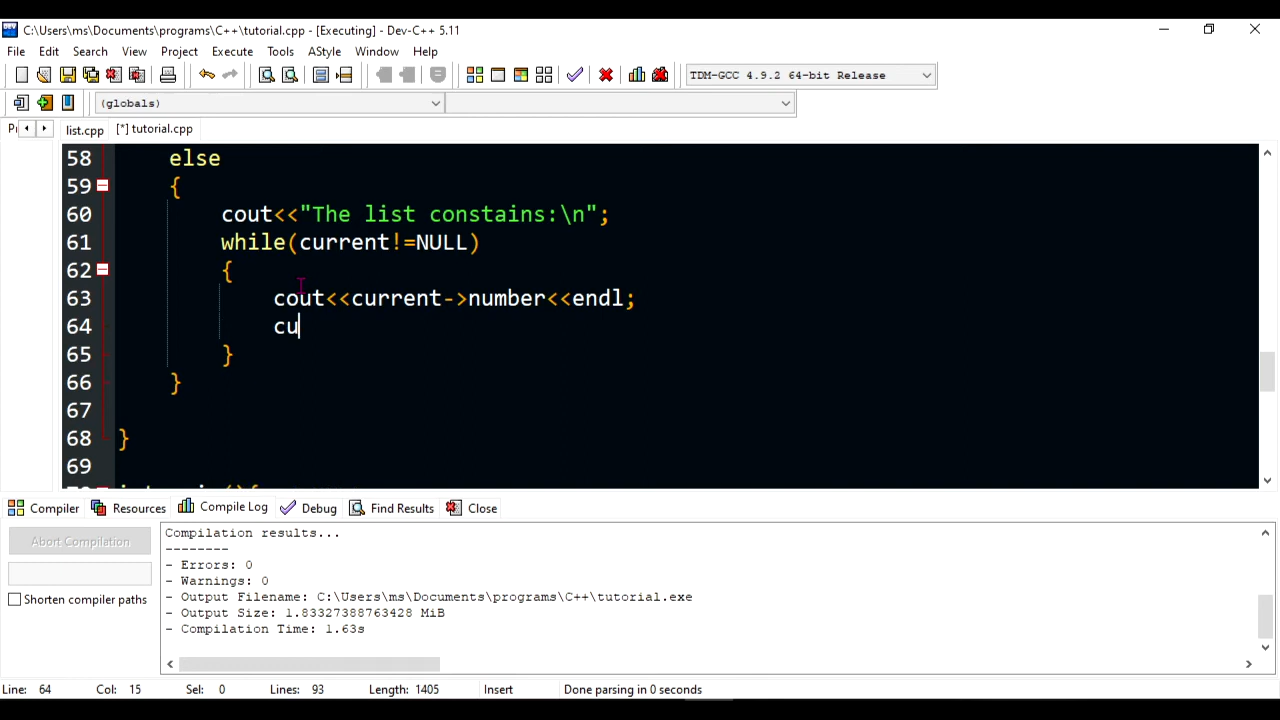 C:\Users\ms\Documents\programs\C++\tutorial.cpp - [Executing] - Dev-C++ 5.11
File Edit Search View Project Execute Tools AStyle Window Help
TDM-GCC 4.9.2 64-bit Release
(globals)
list.cpp [*] tutorial.cpp
58 else
59 {
60 cout<<"The list constains:\n";
61 while(current!=NULL)
62 {
63 cout<<current->number<<endl;
64 cu
65 }
66 }
67
68 }
69
Compiler Resources Compile Log Debug Find Results Close
Abort Compilation
Shorten compiler paths
Compilation results...
--------
- Errors: 0
- Warnings: 0
- Output Filename: C:\Users\ms\Documents\programs\C++\tutorial.exe
- Output Size: 1.83327388763428 MiB
- Compilation Time: 1.63s
Line: 64 Col: 15 Sel: 0 Lines: 93 Length: 1405 Insert Done parsing in 0 seconds